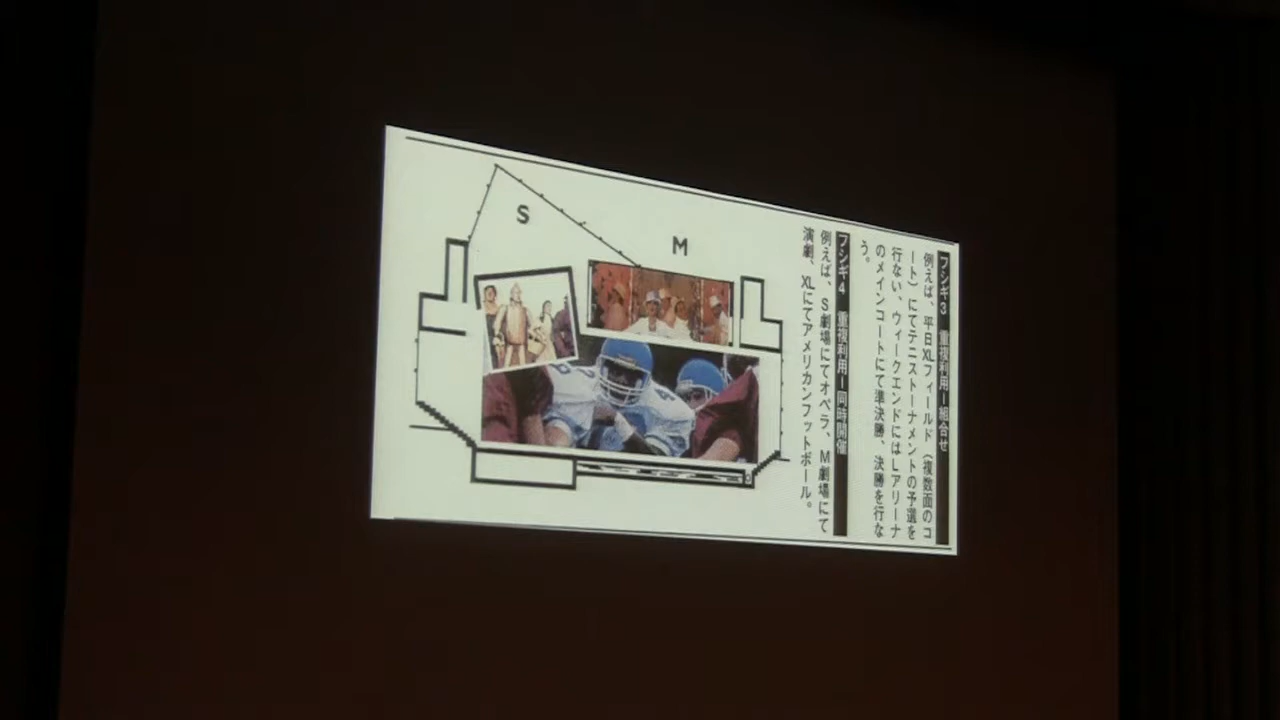 フシギ3 重複利用ー組合せ
例えば、平日XLフィールド（複数面のコ
ート）にてテニストーナメントの予選を
行ない、ウィークエンドにはLアリーナ
のメインコートにて準決勝、決勝を行な
う。
フシギ4 重複利用ー同時開催
例えば、S劇場にてオペラ、M劇場にて
演劇、XLにてアメリカンフットボール。
S
M